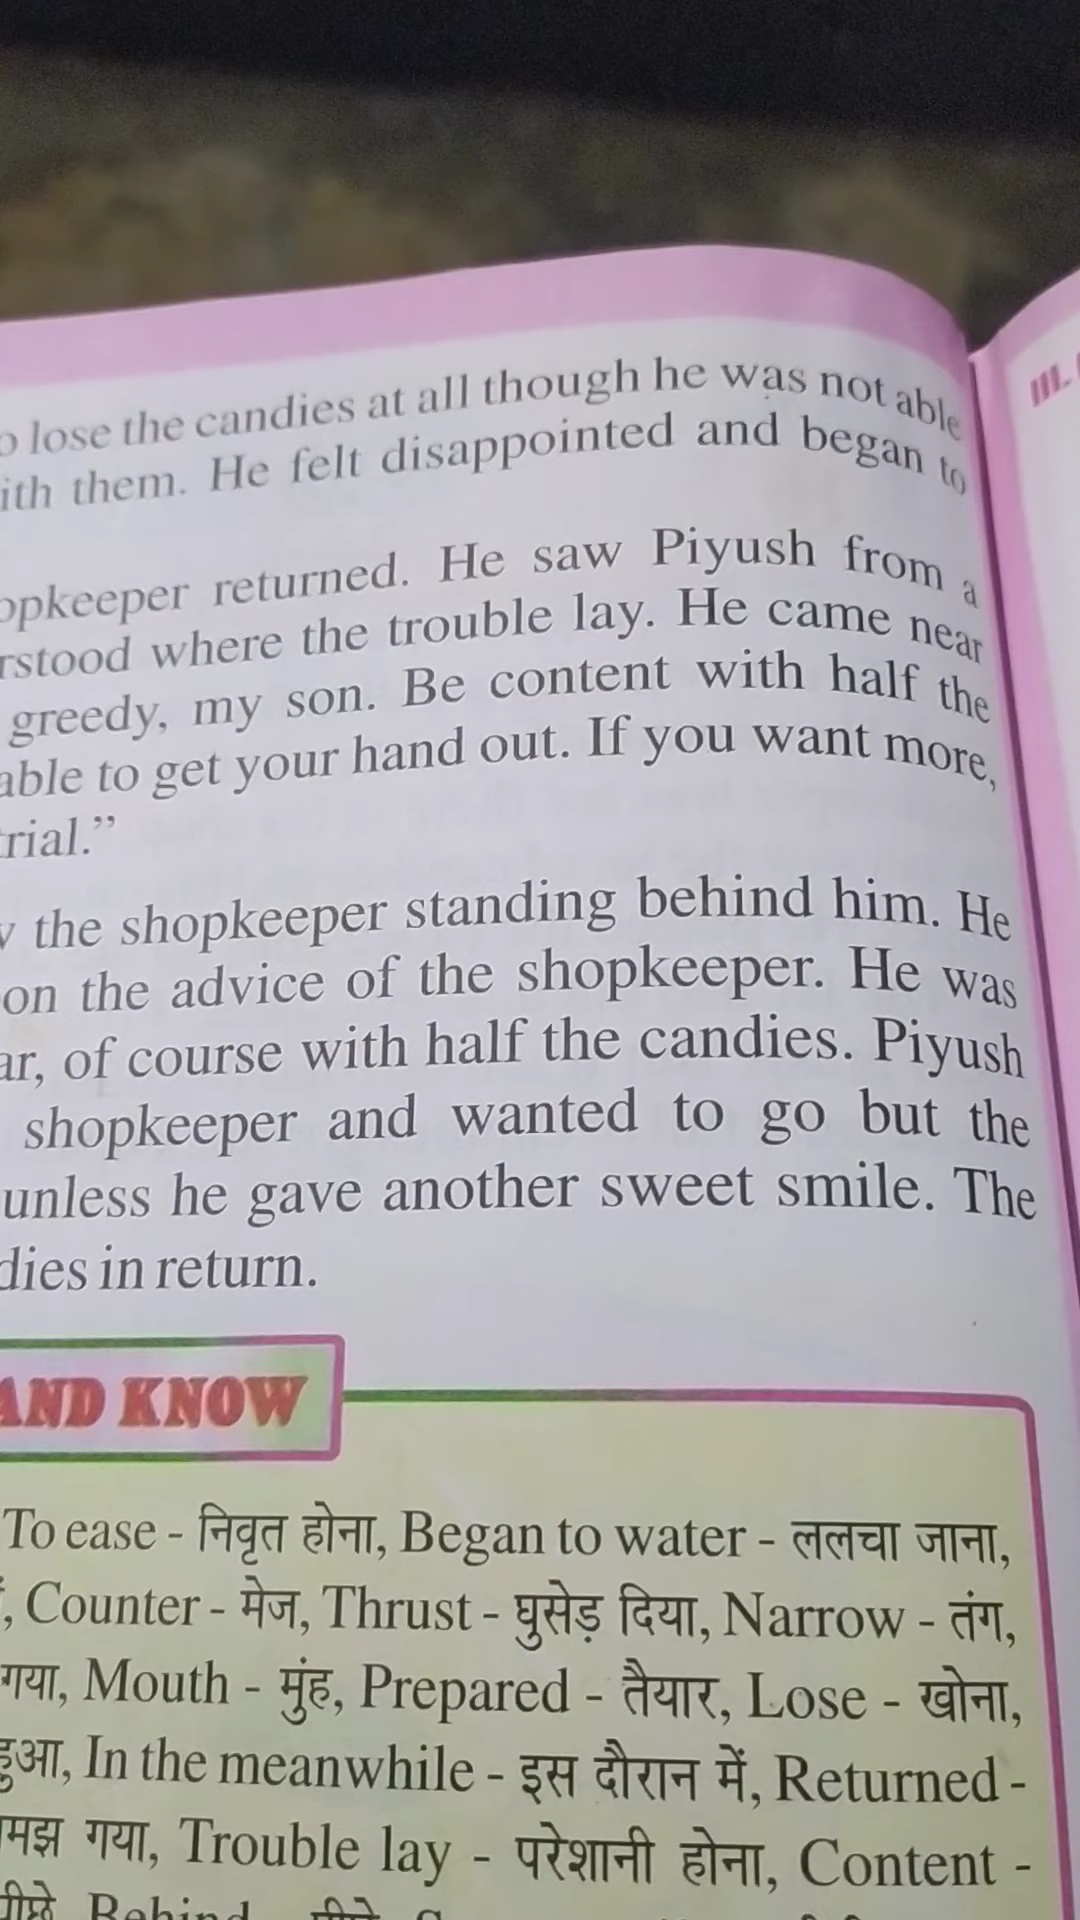 lose the candies at all though he was not able
ith them. He felt disappointed and began to
opkeeper returned. He saw Piyush from a
rstood where the trouble lay. He came near
greedy, my son. Be content with half the
able to get your hand out. If you want more,
trial.”
the shopkeeper standing behind him. He
on the advice of the shopkeeper. He was
ar, of course with half the candies. Piyush
shopkeeper and wanted to go but the
unless he gave another sweet smile. The
dies in return.
III.
AND KNOW
To ease - निवृत होना, Began to water - ललचा जाना,
, Counter - मेज, Thrust - घुसेड़ दिया, Narrow - तंग,
गया, Mouth - मुंह, Prepared - तैयार, Lose - खोना,
हुआ, In the meanwhile - इस दौरान में, Returned -
मझ गया, Trouble lay - परेशानी होना, Content -
Behind